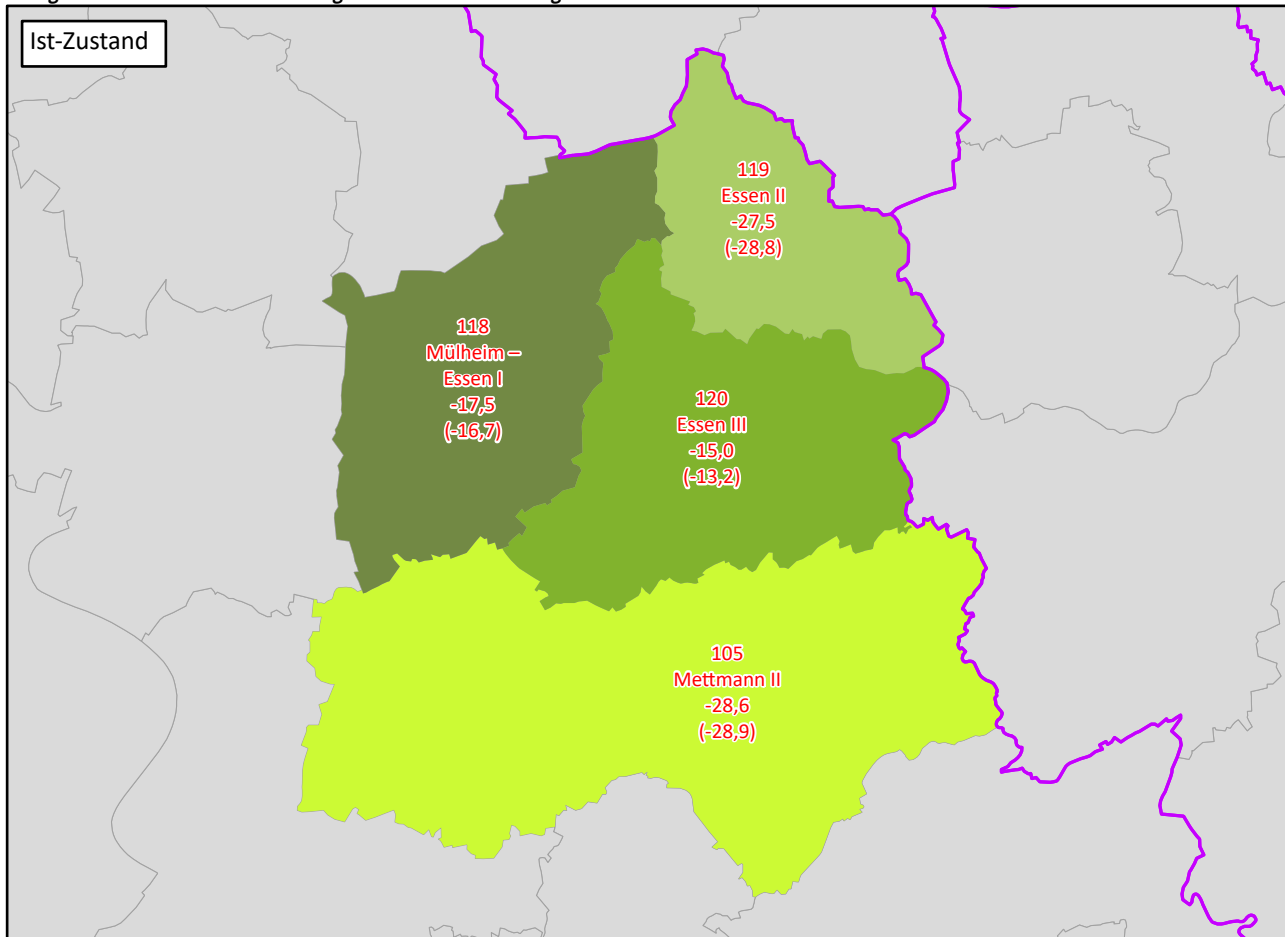 Ist-Zustand
119
Essen II
-27,5
(-28,8)
118
Mülheim –
Essen I
-17,5
(-16,7)
120
Essen III
-15,0
(-13,2)
105
Mettmann II
-28,6
(-28,9)